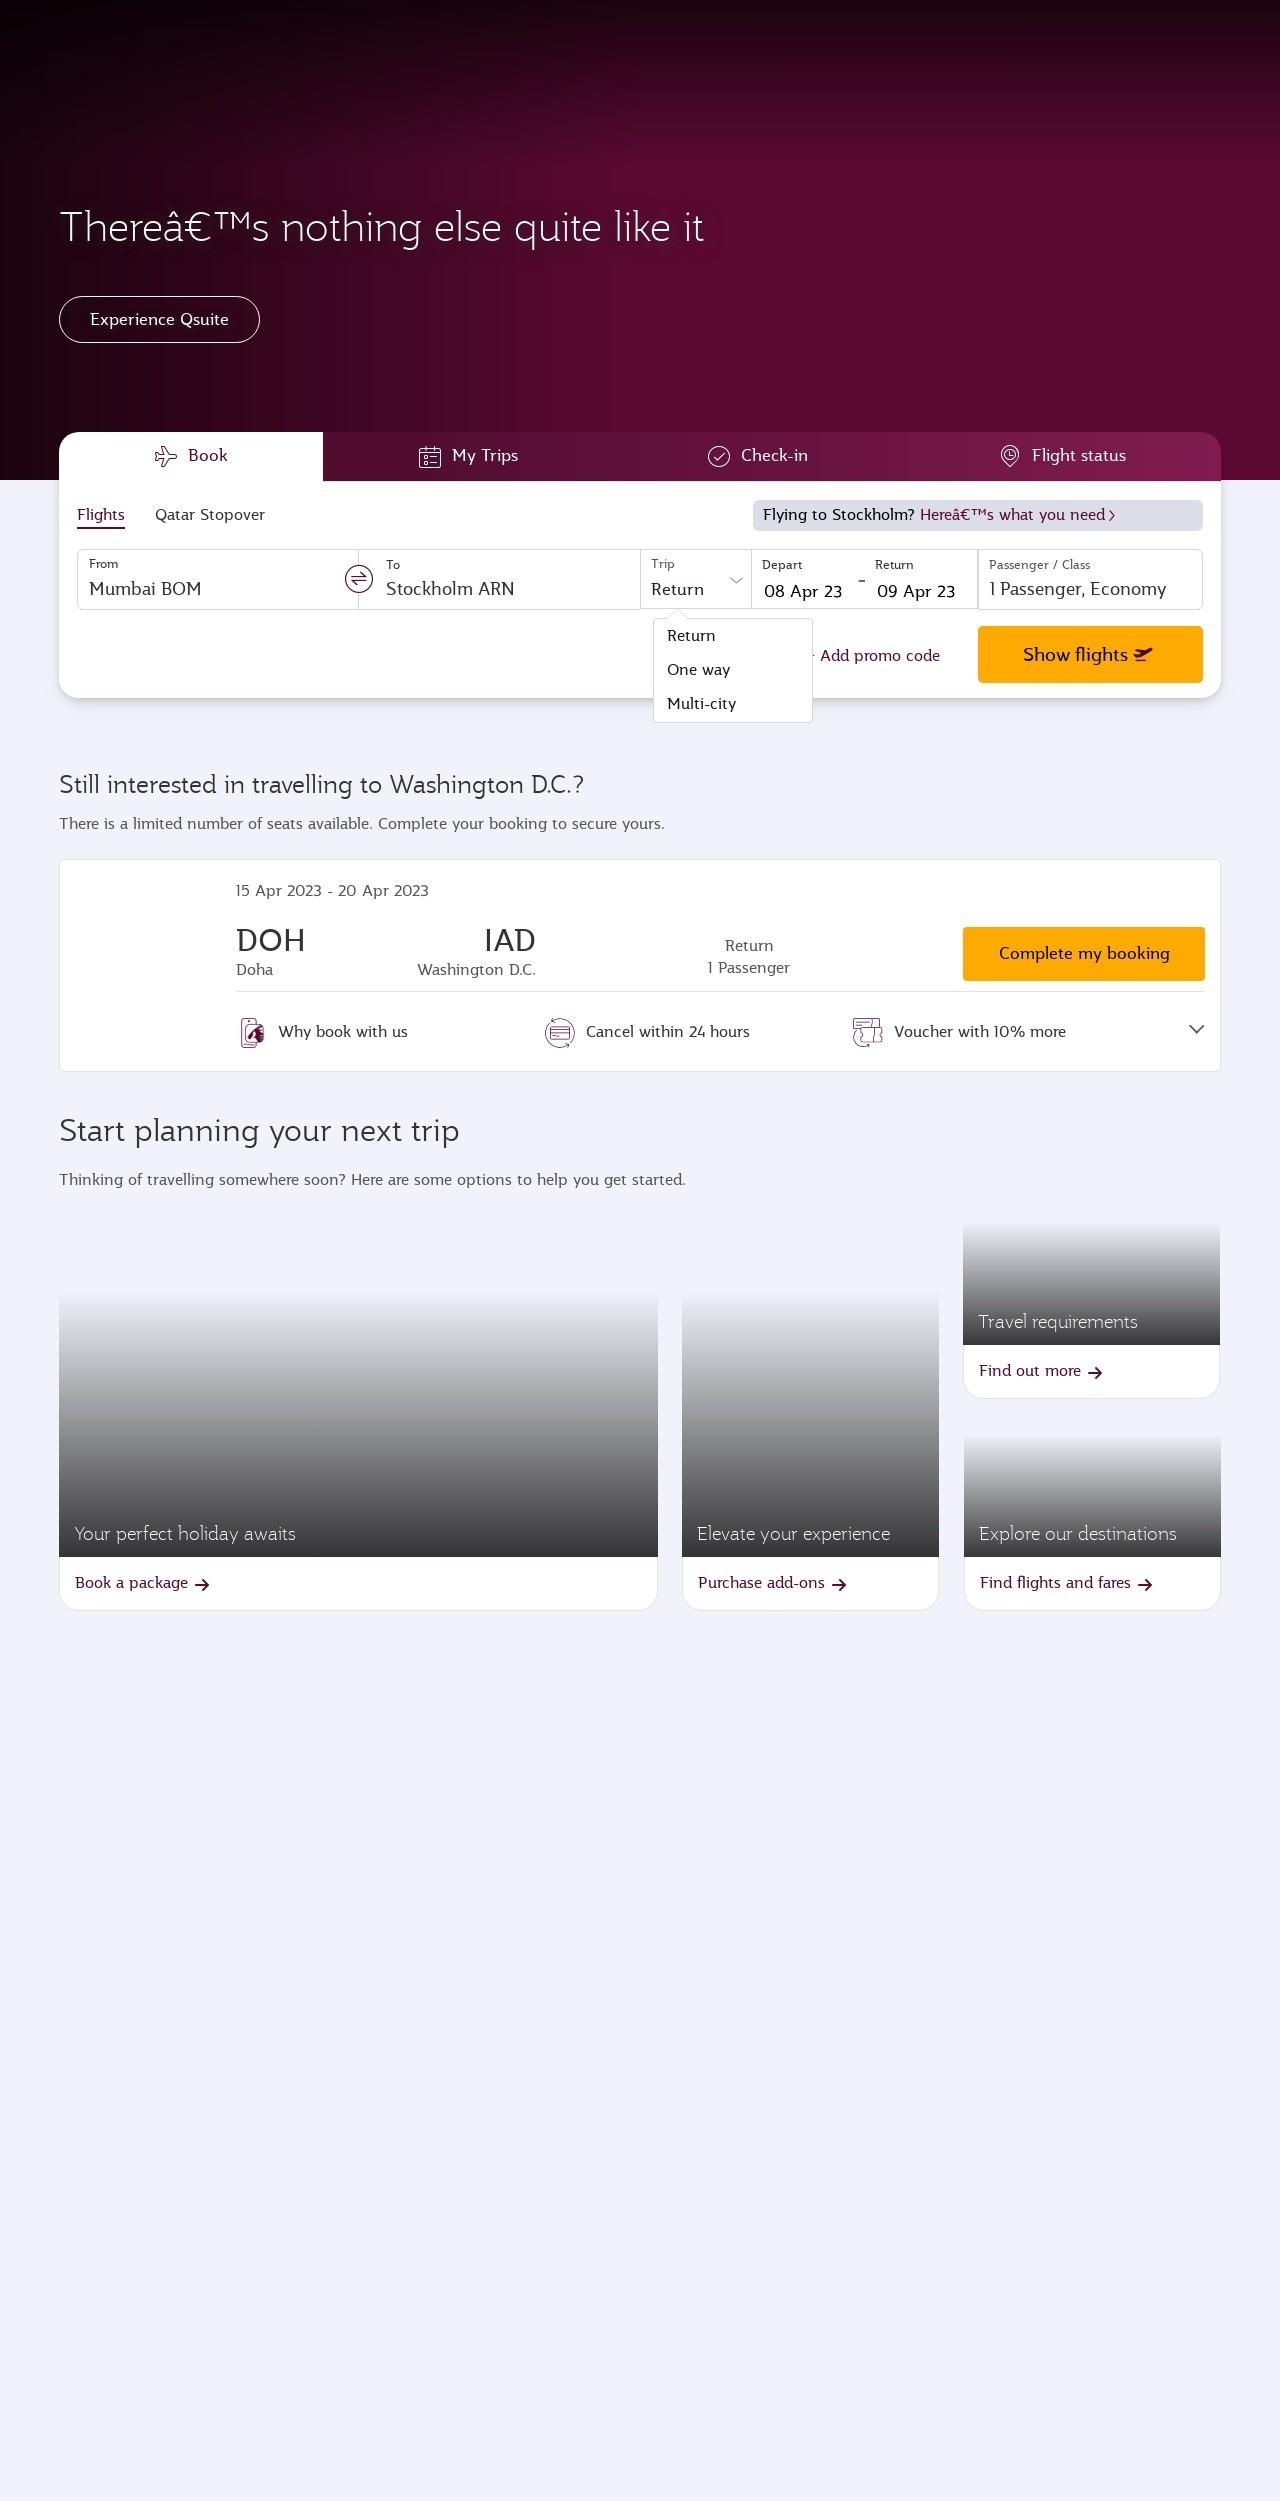 Thereâ€™s nothing else quite like it
Experience Qsuite
Book
My Trips
Check-in
Flight status
Flights
Qatar Stopover
Flying to Stockholm? Hereâ€™s what you need
From
To
Trip
Depart
Return
Passenger / Class
Mumbai BOM
Stockholm ARN
Return
08 Apr 23
-
09 Apr 23
1 Passenger, Economy
Return
One way
Multi-city
Add promo code
Show flights
Still interested in travelling to Washington D.C.?
There is a limited number of seats available. Complete your booking to secure yours.
15 Apr 2023 - 20 Apr 2023
DOH
IAD
Doha
Washington D.C.
Return
1 Passenger
Complete my booking
Why book with us
Cancel within 24 hours
Voucher with 10% more
Start planning your next trip
Thinking of travelling somewhere soon? Here are some options to help you get started.
Travel requirements
Find out more
Your perfect holiday awaits
Book a package
Elevate your experience
Purchase add-ons
Explore our destinations
Find flights and fares